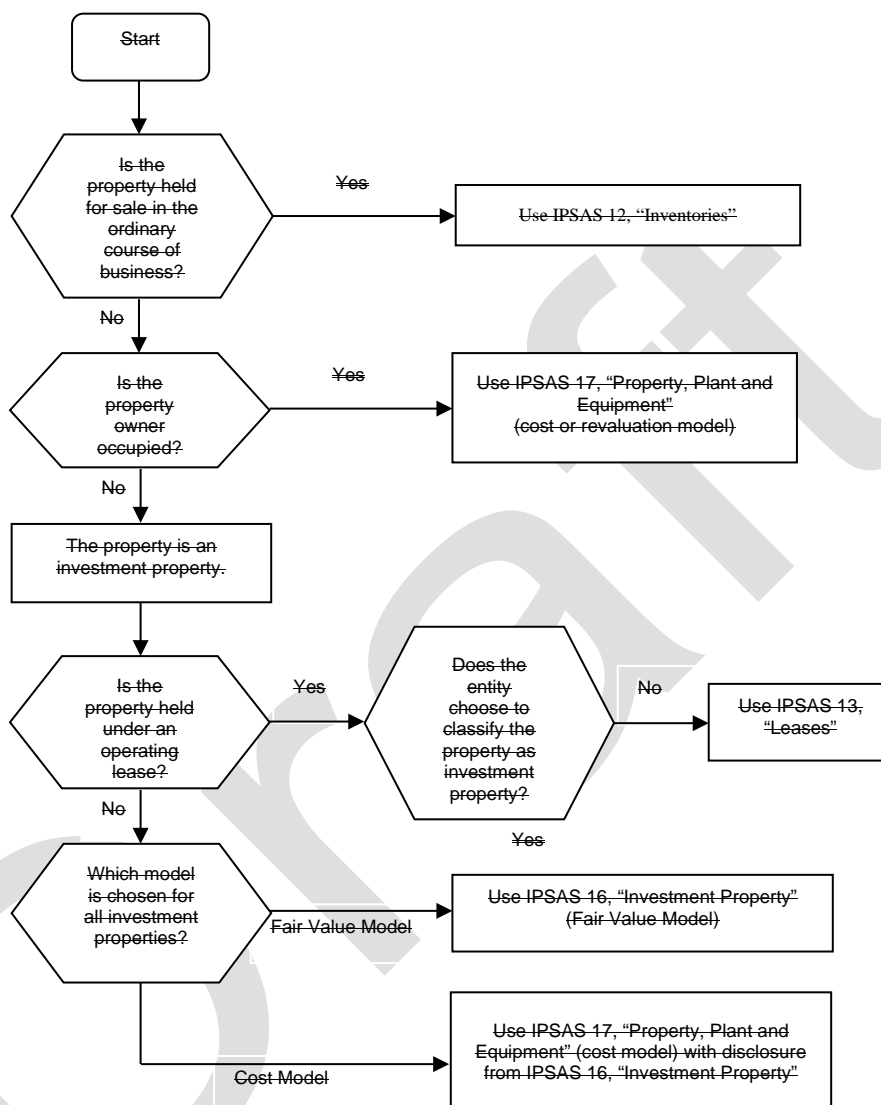 Start
Is the
property held
for sale in the
ordinary
course of
business?
Yes
Use IPSAS 12, “Inventories”
No
Is the
property
owner
occupied?
Yes
Use IPSAS 17, “Property, Plant and
Equipment”
(cost or revaluation model)
No
The property is an
investment property.
Is the
property held
under an
operating
lease?
Yes
Does the
entity
choose to
classify the
property as
investment
property?
No
Use IPSAS 13,
“Leases”
Yes
No
Which model
is chosen for
all investment
properties?
Fair Value Model
Use IPSAS 16, “Investment Property”
(Fair Value Model)
Cost Model
Use IPSAS 17, “Property, Plant and
Equipment” (cost model) with disclosure
from IPSAS 16, “Investment Property”
Draft